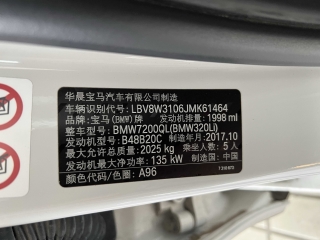 华晨宝马汽车有限公司制造
车辆识别代号: LBV8W3106JMK61464
品牌: 宝马(BMW)牌 发动机排量: 1998 ml
整车型号: BMW7200QL(BMW320Li)
发动机型号: B48B20C 制造年月: 2017.10
最大允许总质量: 2025 kg 乘坐人数: 5 人
发动机最大净功率: 135 kW 制造国: 中国
颜色代码/色差: A96